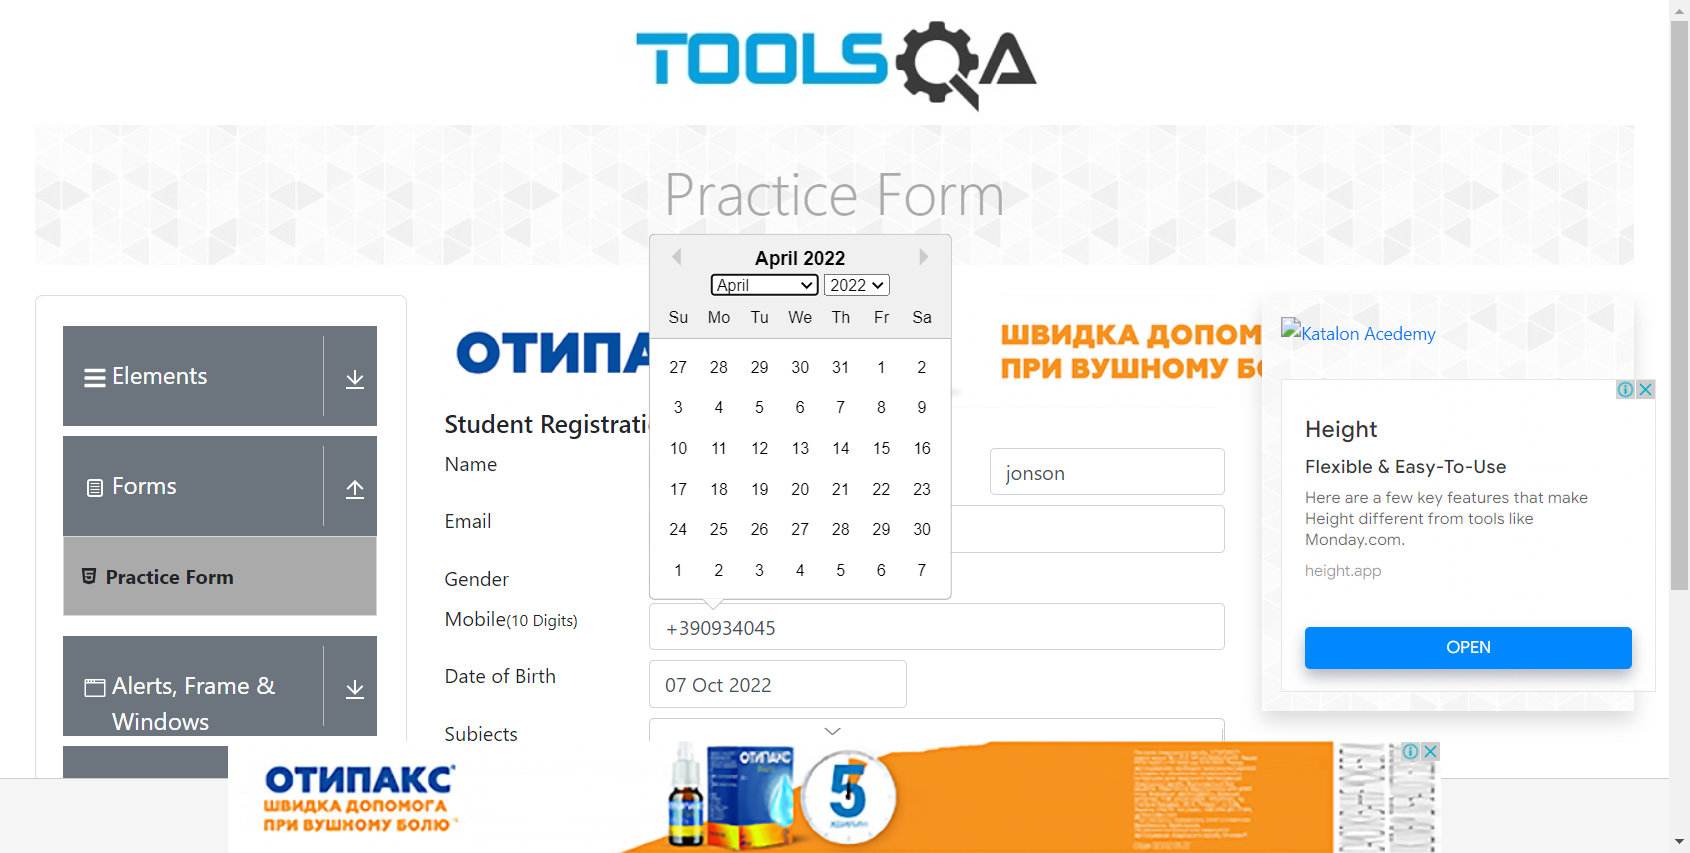 TOOLSQA
Practice Form
April 2022
April 2022
Su Mo Tu We Th Fr Sa
27 28 29 30 31 1 2
3 4 5 6 7 8 9
10 11 12 13 14 15 16
17 18 19 20 21 22 23
24 25 26 27 28 29 30
1 2 3 4 5 6 7
Elements
Forms
Practice Form
Alerts, Frame &
Windows
ОТИПА
ШВИДКА ДОПОМ
ПРИ ВУШНОМУ БО
Student Registrati
Name
jonson
Email
Gender
Mobile(10 Digits)
+390934045
Date of Birth
07 Oct 2022
Subjects
Katalon Acedemy
Height
Flexible & Easy-To-Use
Here are a few key features that make
Height different from tools like
Monday.com.
height.app
OPEN
ОТИПАКС
ШВИДКА ДОПОМОГА
ПРИ ВУШНОМУ БОЛЮ
ОТИПАКС
5
ХВИЛИН